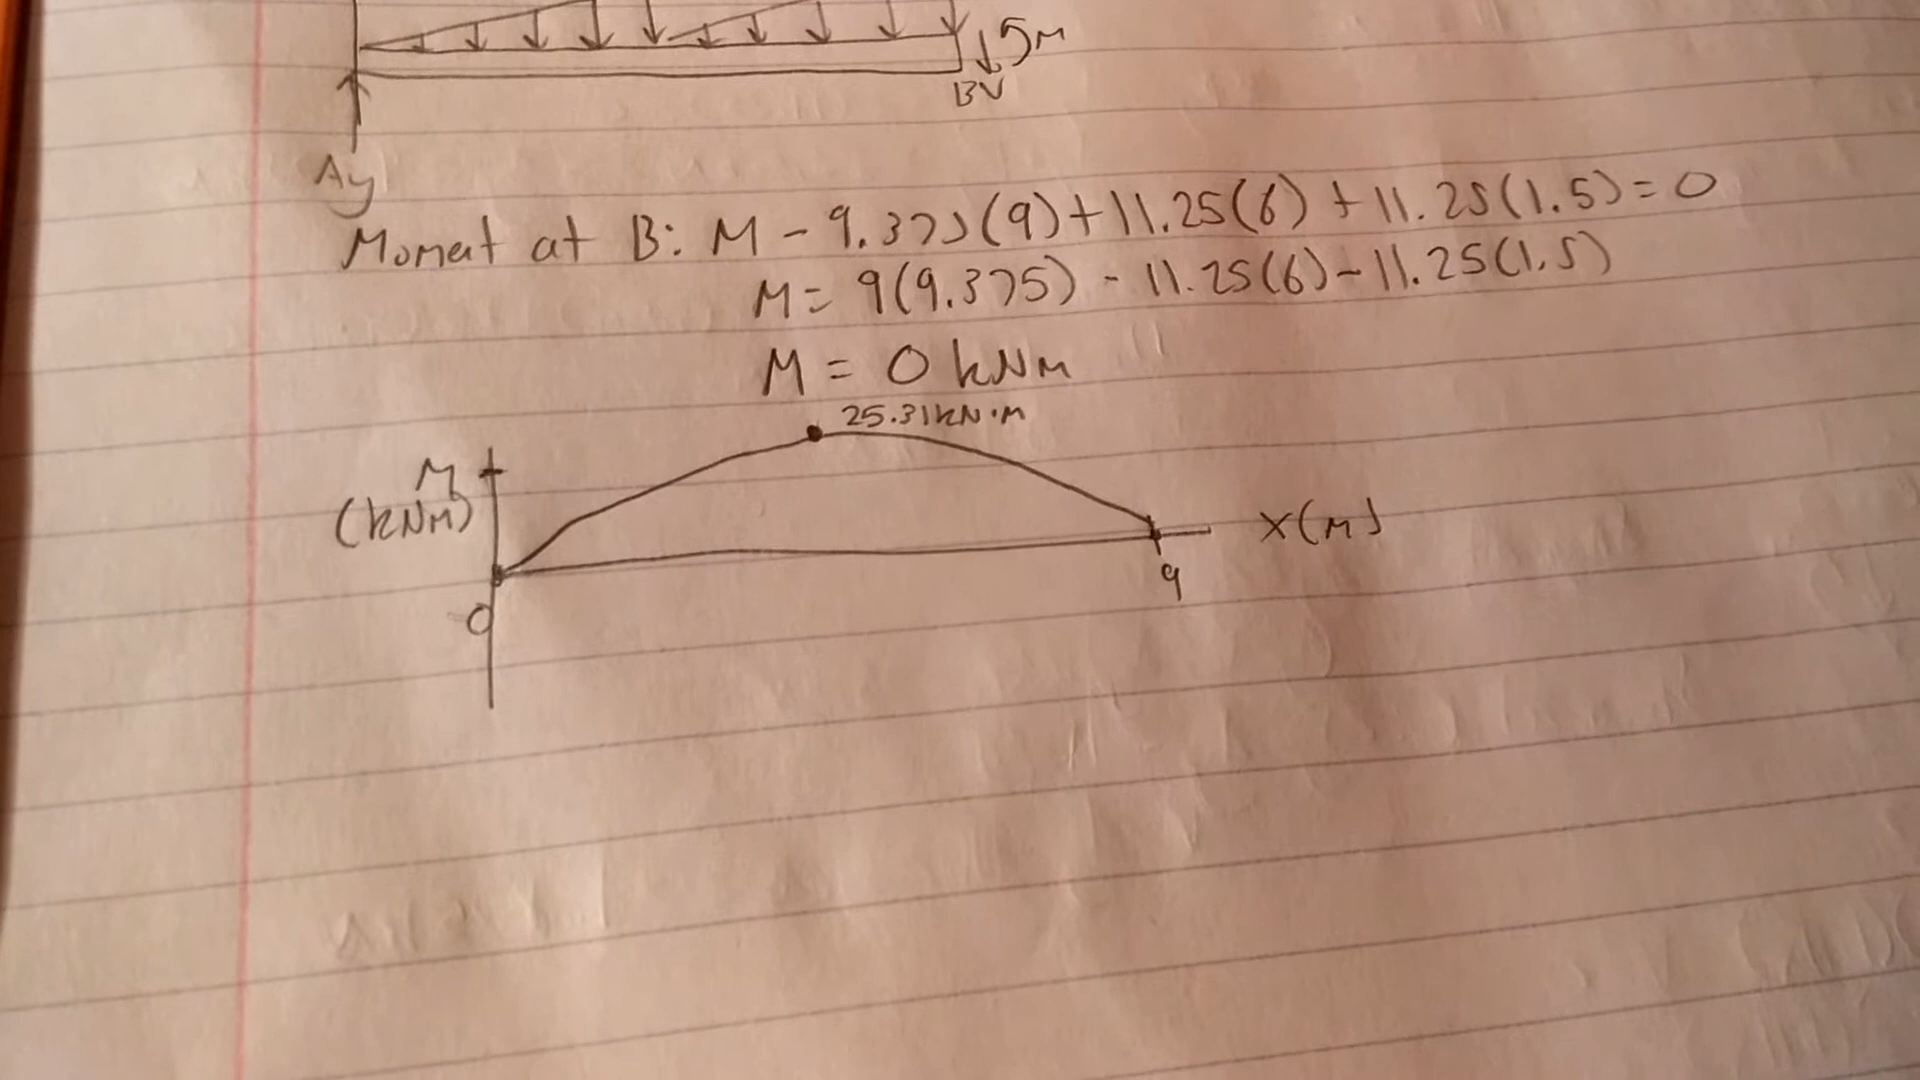 5M
BV
Ay
Moment at B: M - 9.375(9) + 11.25(6) + 11.25(1.5) = 0
M = 9(9.375) - 11.25(6) - 11.25(1.5)
M = 0 kNm
25.31kN·m
M
(kNm)
x(m)
9
0